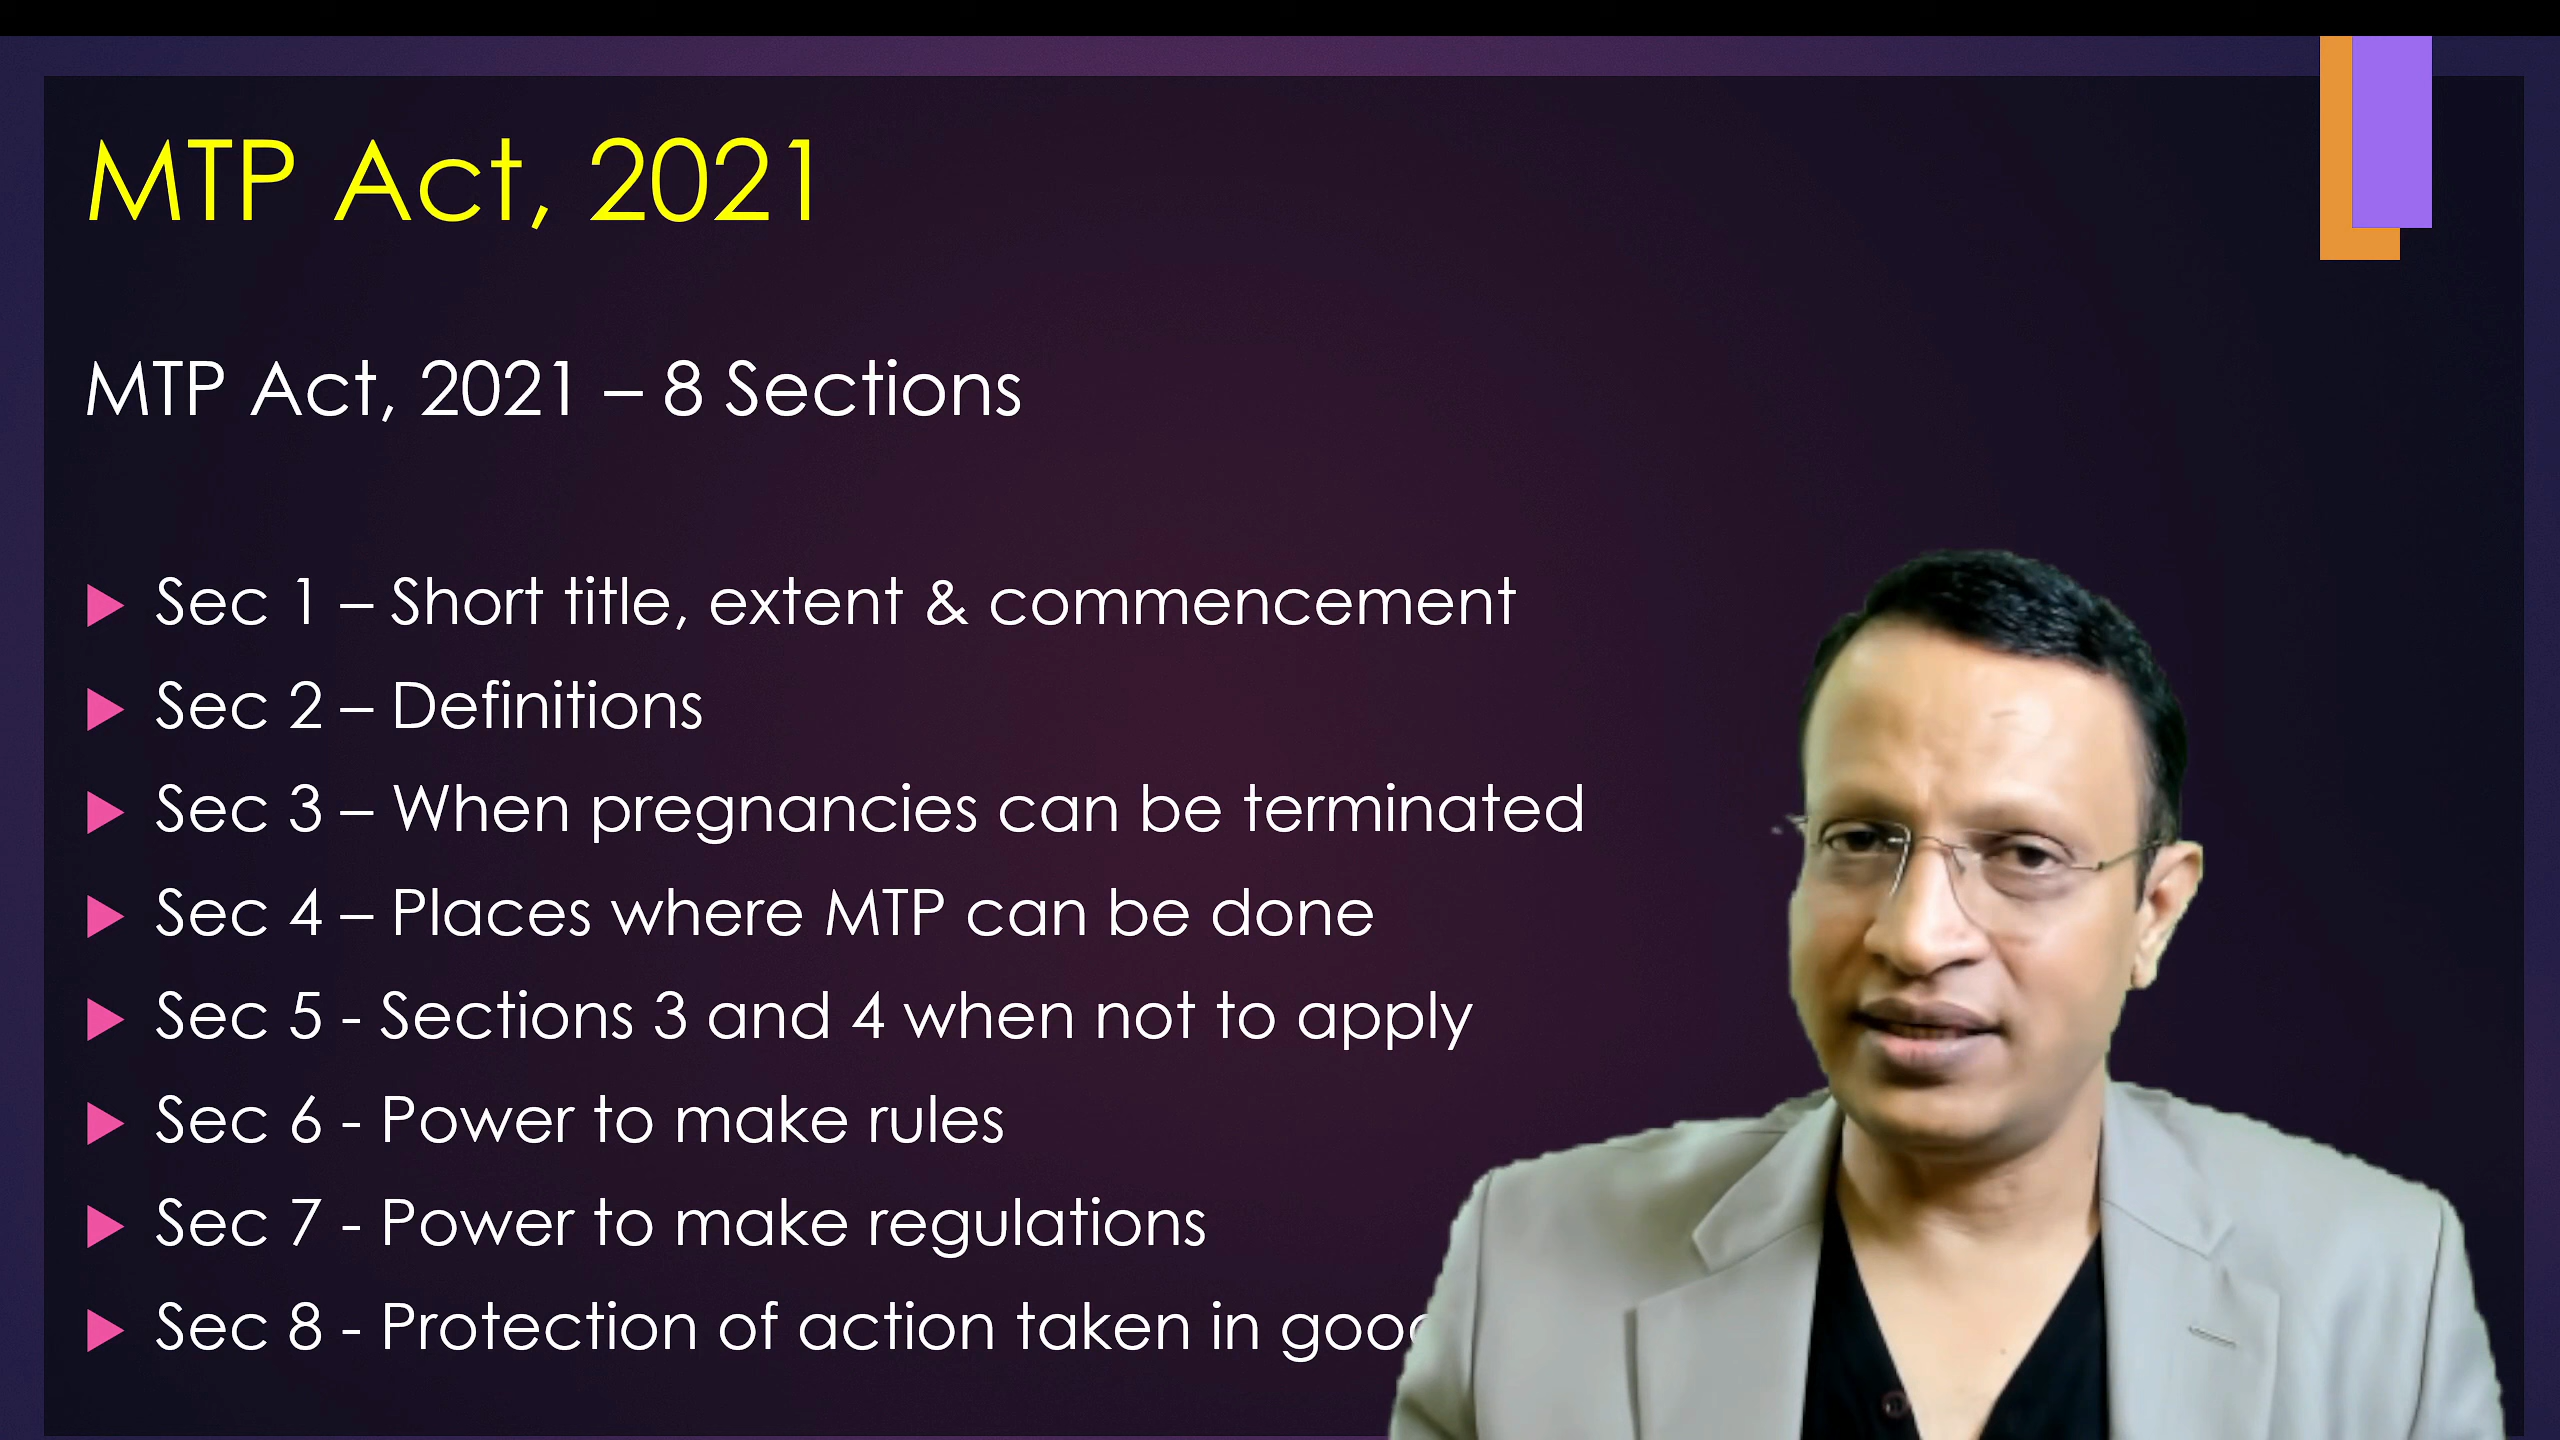 MTP Act, 2021
MTP Act, 2021 – 8 Sections
Sec 1 – Short title, extent & commencement
Sec 2 – Definitions
Sec 3 – When pregnancies can be terminated
Sec 4 – Places where MTP can be done
Sec 5 - Sections 3 and 4 when not to apply
Sec 6 - Power to make rules
Sec 7 - Power to make regulations
Sec 8 - Protection of action taken in